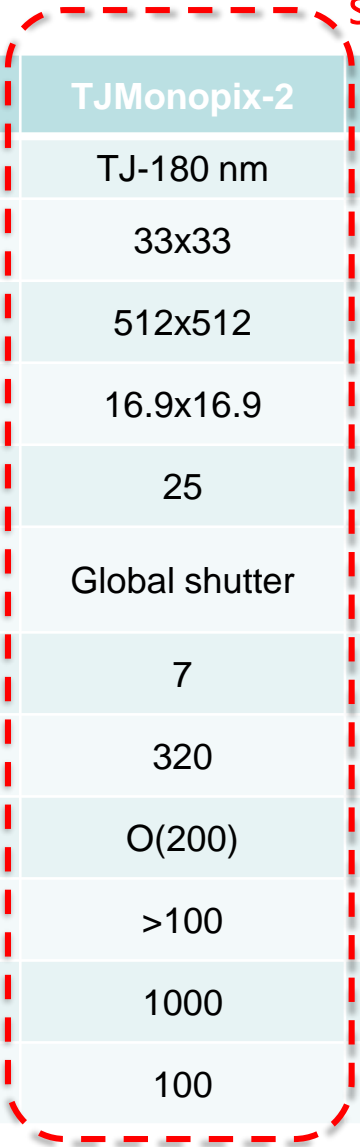 TJMonopix-2
TJ-180 nm
33x33
512x512
16.9x16.9
25
Global shutter
7
320
O(200)
>100
1000
100